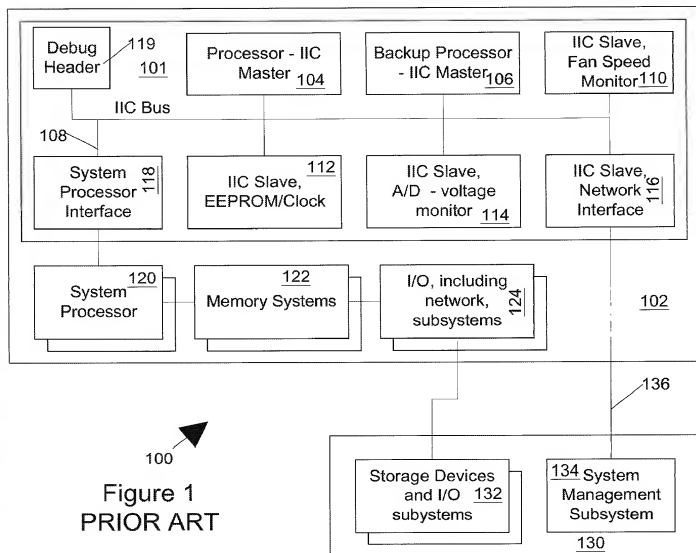 Debug
Header
119
101
Processor - IIC
Master
104
Backup Processor
- IIC Master
106
IIC Slave,
Fan Speed
Monitor
110
IIC Bus
108
System
Processor
Interface
118
112
IIC Slave,
EEPROM/Clock
IIC Slave,
A/D - voltage
monitor
114
IIC Slave,
Network
Interface
116
120
System
Processor
122
Memory Systems
I/O, including
network,
subsystems
124
102
136
100
Figure 1
PRIOR ART
Storage Devices
and I/O
subystems
132
134
System
Management
Subsystem
130